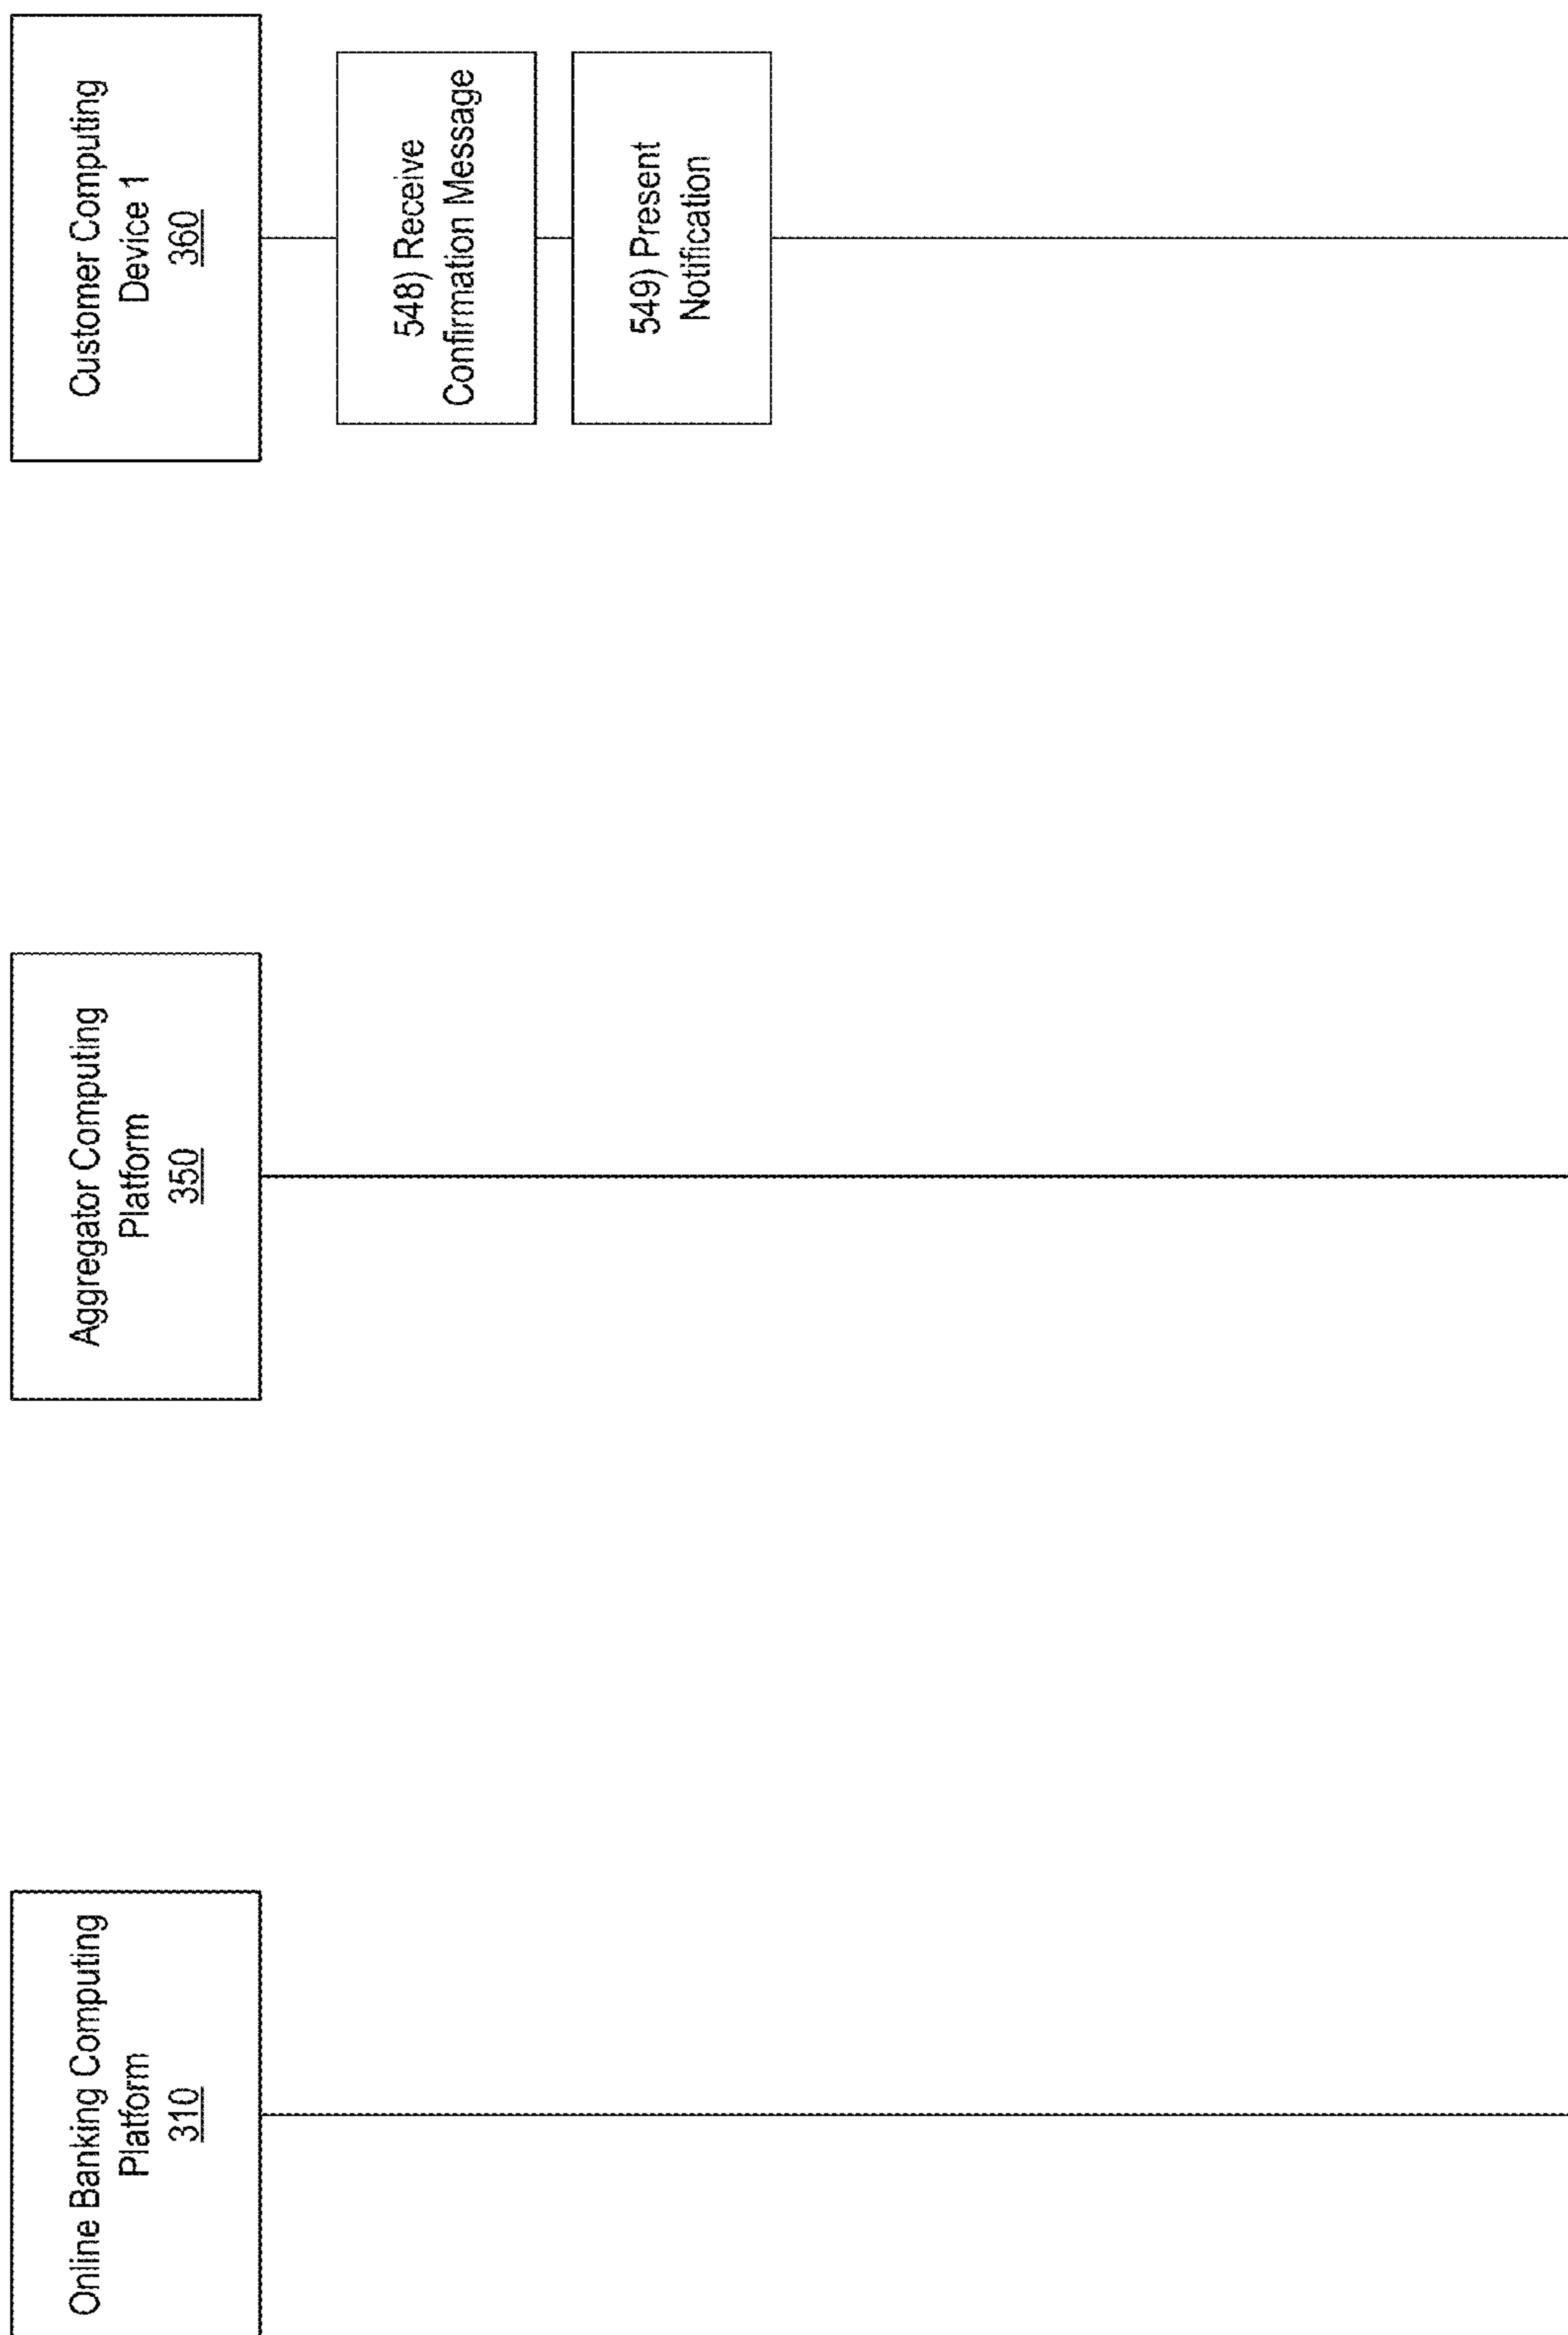 Online Banking Computing
Platform
310
Aggregator Computing
Platform
350
Customer Computing
Device 1
360
548) Receive
Confirmation Message
549) Present
Notification